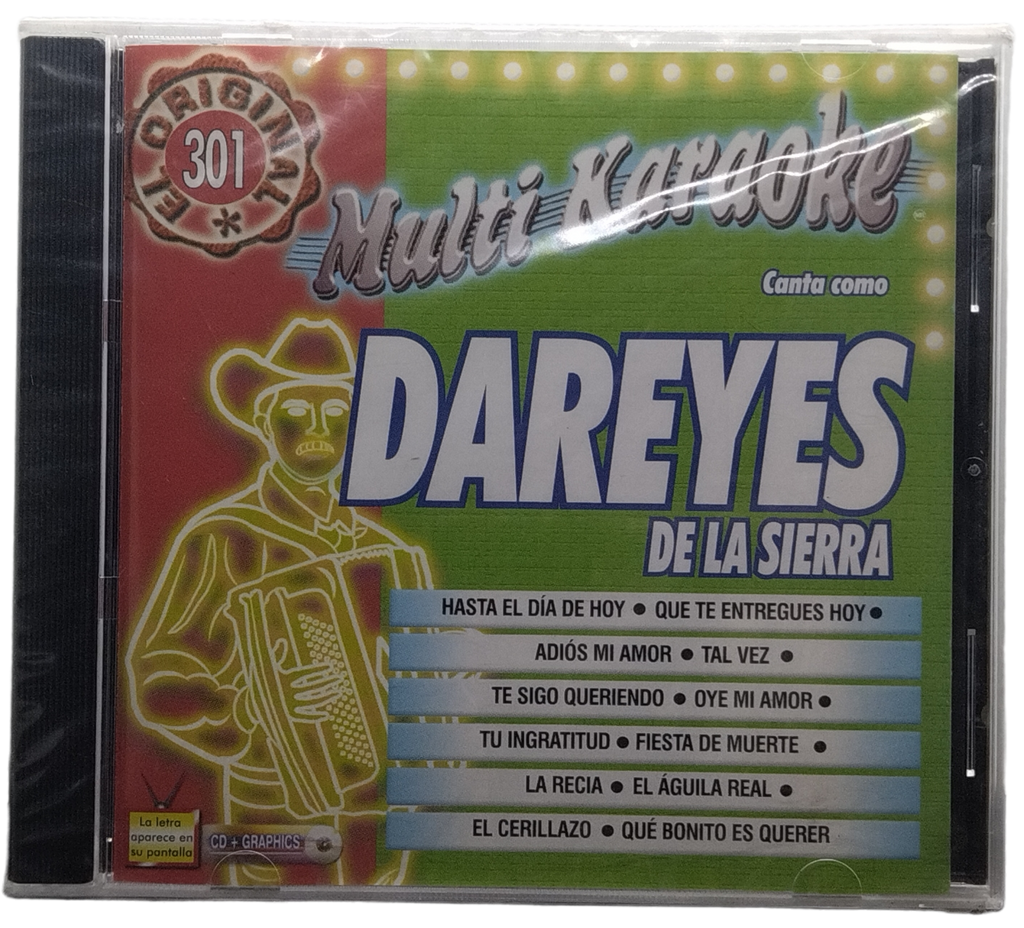 EL ORIGINAL
301
Multi Karaoke
Canta como
DAREYES
DE LA SIERRA
HASTA EL DÍA DE HOY ● QUE TE ENTREGUES HOY ●
ADIÓS MI AMOR ● TAL VEZ ●
TE SIGO QUERIENDO ● OYE MI AMOR ●
TU INGRATITUD ● FIESTA DE MUERTE ●
LA RECIA ● EL ÁGUILA REAL ●
EL CERILLAZO ● QUÉ BONITO ES QUERER
La letra
aparece en
su pantalla
CD + GRAPHICS